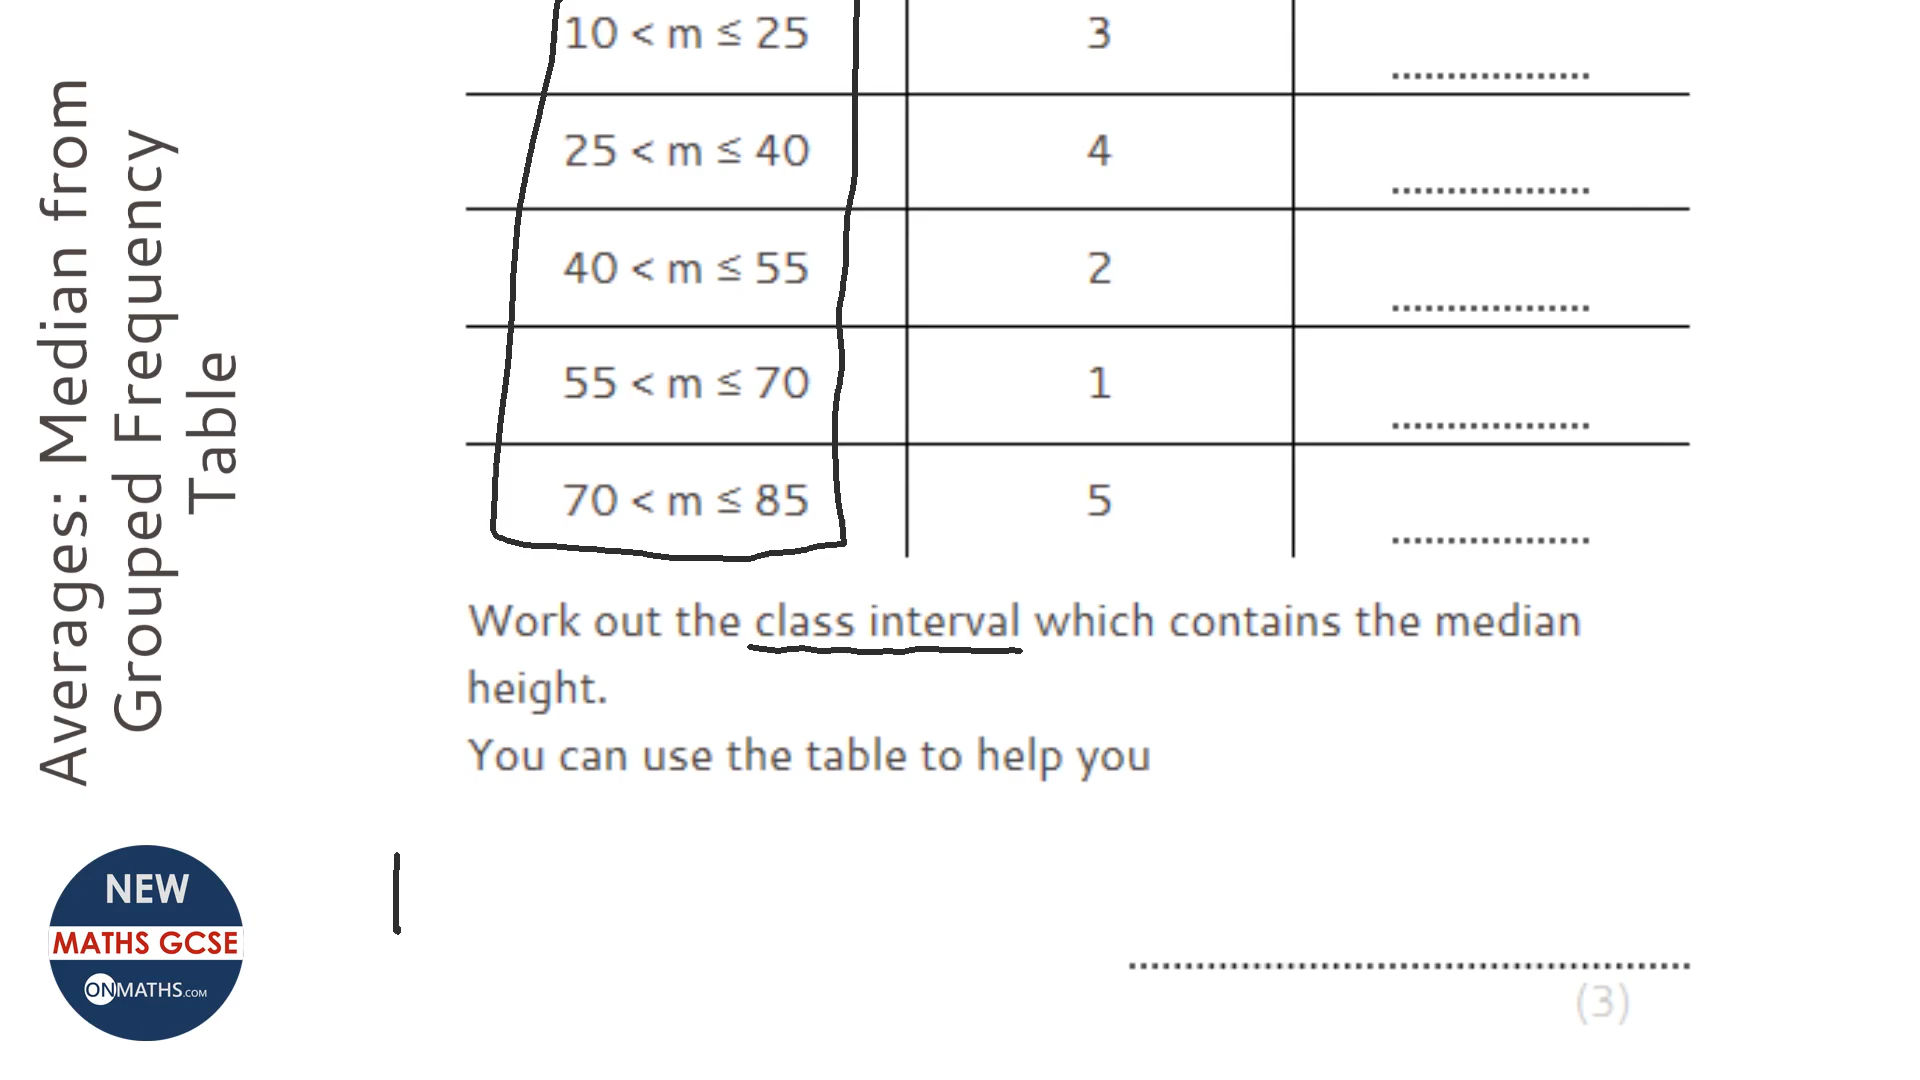 Averages: Median from
Grouped Frequency
Table
10 < m ≤ 25 3 ..................
25 < m ≤ 40 4 ..................
40 < m ≤ 55 2 ..................
55 < m ≤ 70 1 ..................
70 < m ≤ 85 5 ..................
Work out the class interval which contains the median
height.
You can use the table to help you
(3)
NEW
MATHS GCSE
ONMATHS.COM